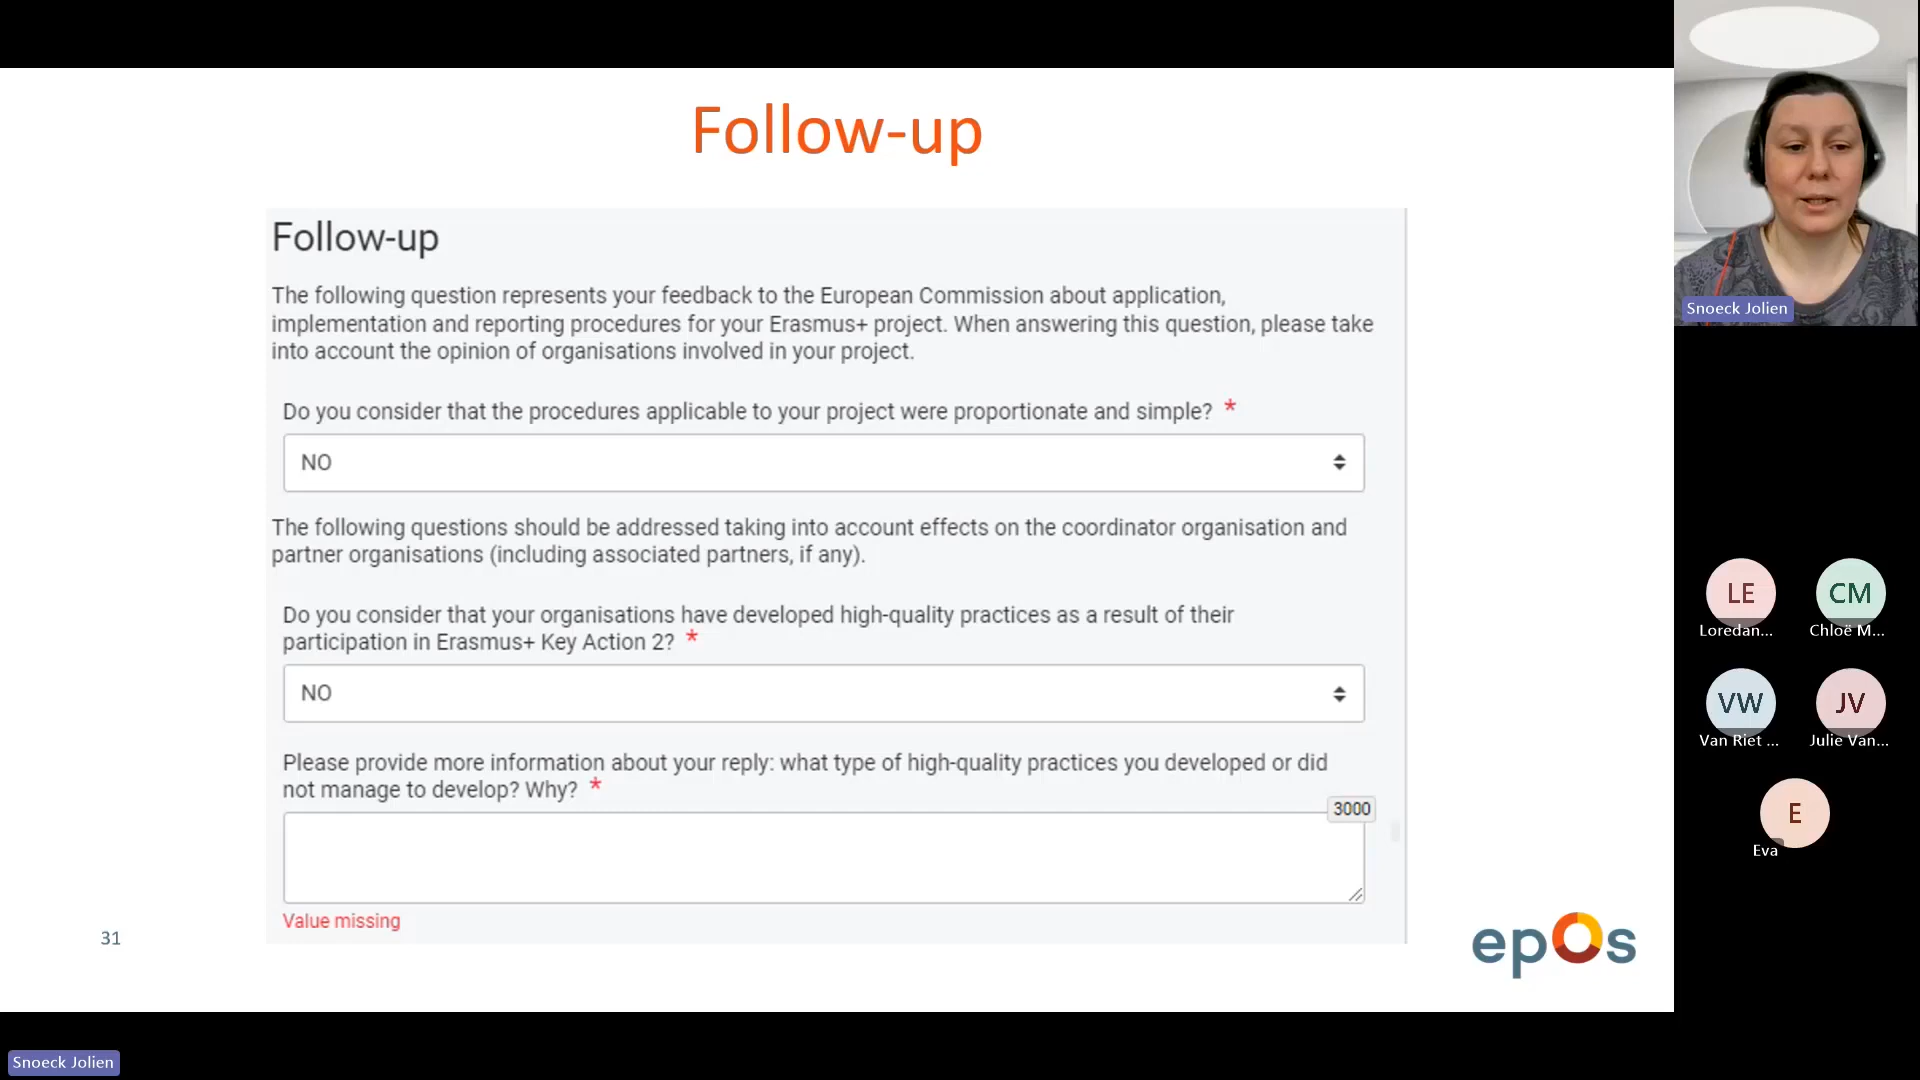 Follow-up
Follow-up
The following question represents your feedback to the European Commission about application,
implementation and reporting procedures for your Erasmus+ project. When answering this question, please take
into account the opinion of organisations involved in your project.
Do you consider that the procedures applicable to your project were proportionate and simple? *
NO
The following questions should be addressed taking into account effects on the coordinator organisation and
partner organisations (including associated partners, if any).
Do you consider that your organisations have developed high-quality practices as a result of their
participation in Erasmus+ Key Action 2? *
NO
Please provide more information about your reply: what type of high-quality practices you developed or did
not manage to develop? Why? *
3000
Value missing
31
epos
Snoeck Jolien
LE
Loredan...
CM
Chloë M...
VW
Van Riet ...
JV
Julie Van...
E
Eva
Snoeck Jolien